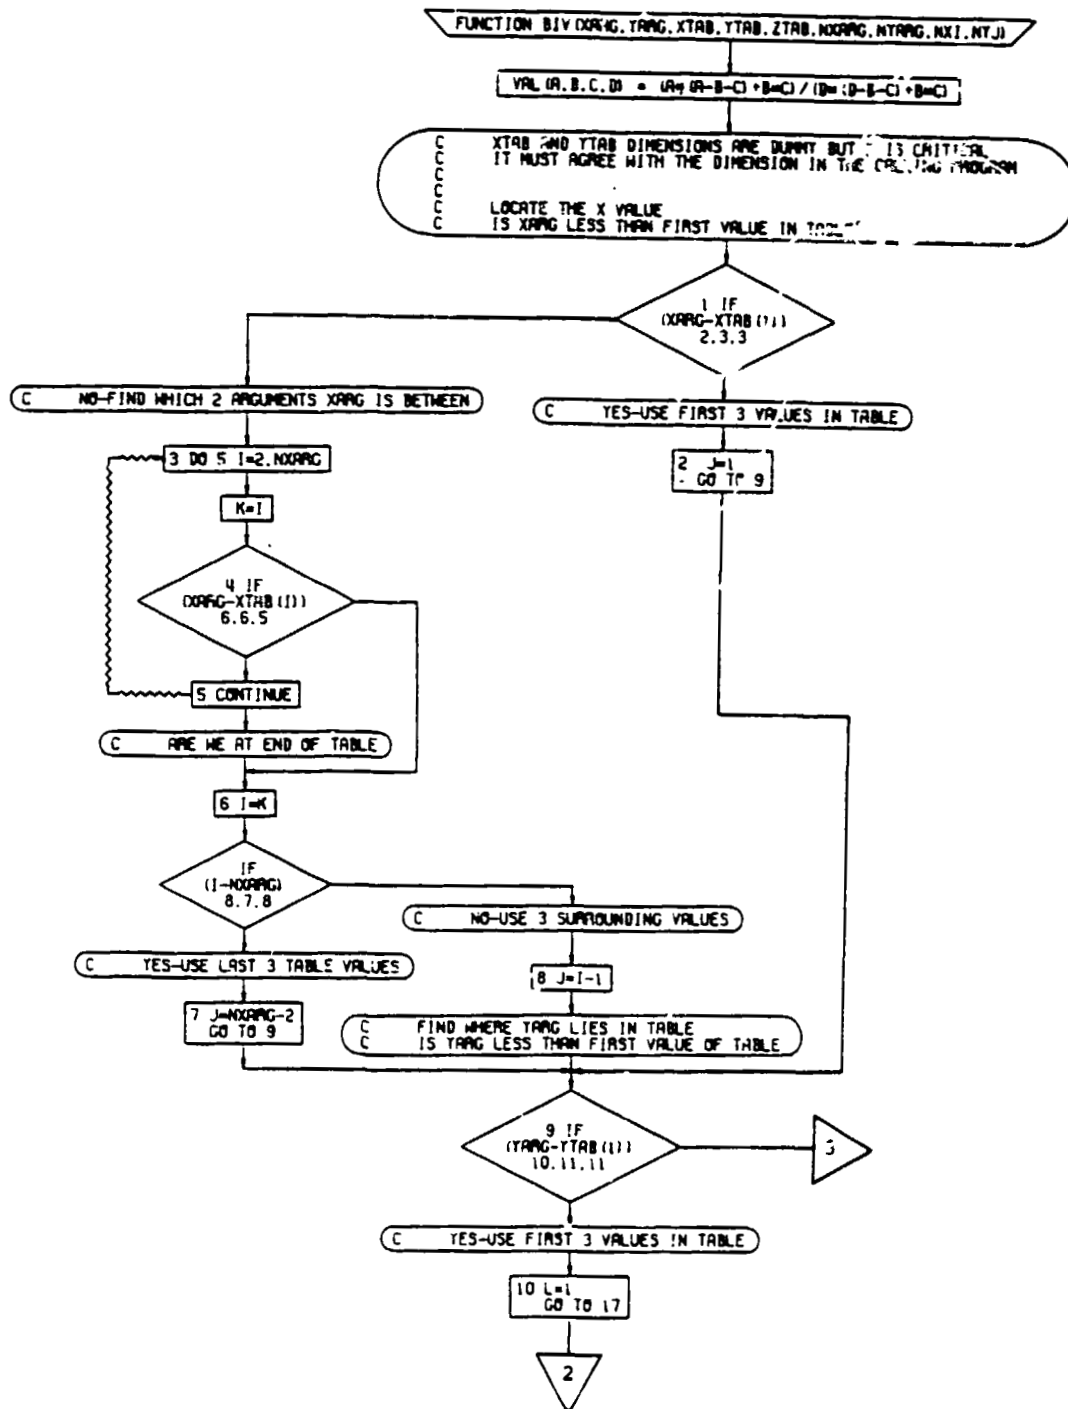 FUNCTION BIV(XARG,YARG,XTAB,YTAB,ZTAB,NXARG,NYARG,NXI,NYJ)
VAL(A,B,C,D) =
C XTAB AND YTAB DIMENSIONS ARE DUMMY BUT IS CRITICAL
C IT MUST AGREE WITH THE DIMENSION IN THE CALLING PROGRAM
C
C
C LOCATE THE X VALUE
C IS XARG LESS THAN FIRST VALUE IN TABLE
1 IF
(XARG-XTAB(1))
2,3,3
C NO-FIND WHICH 2 ARGUMENTS XARG IS BETWEEN
C YES-USE FIRST 3 VALUES IN TABLE
3 DO 5 I=2,NXARG
2 J=1
GO TO 9
K=I
4 IF
(XARG-XTAB(I))
6,6,5
5 CONTINUE
C ARE WE AT END OF TABLE
6 I=K
IF
(I-NXARG)
8,7,8
C NO-USE 3 SURROUNDING VALUES
C YES-USE LAST 3 TABLE VALUES
8 J=I-1
7 J=NXARG-2
GO TO 9
C FIND WHERE YARG LIES IN TABLE
C IS YARG LESS THAN FIRST VALUE OF TABLE
9 IF
(YARG-YTAB(1))
10,11,11
3
C YES-USE FIRST 3 VALUES IN TABLE
10 L=1
GO TO 17
2